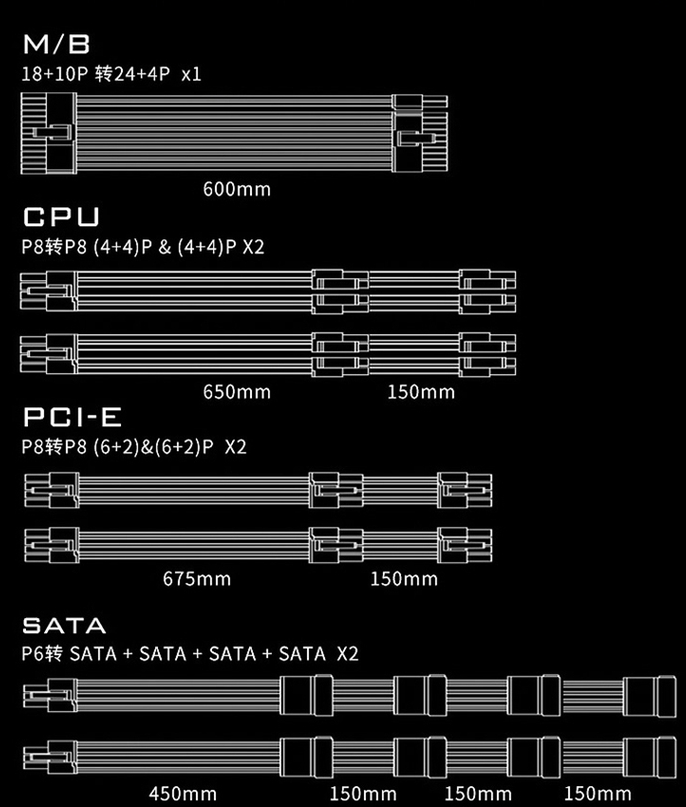 M/B
18+10P 转24+4P x1
600mm
CPU
P8转P8 (4+4)P & (4+4)P X2
650mm 150mm
PCI-E
P8转P8 (6+2)&(6+2)P X2
675mm 150mm
SATA
P6转 SATA + SATA + SATA + SATA X2
450mm 150mm 150mm 150mm